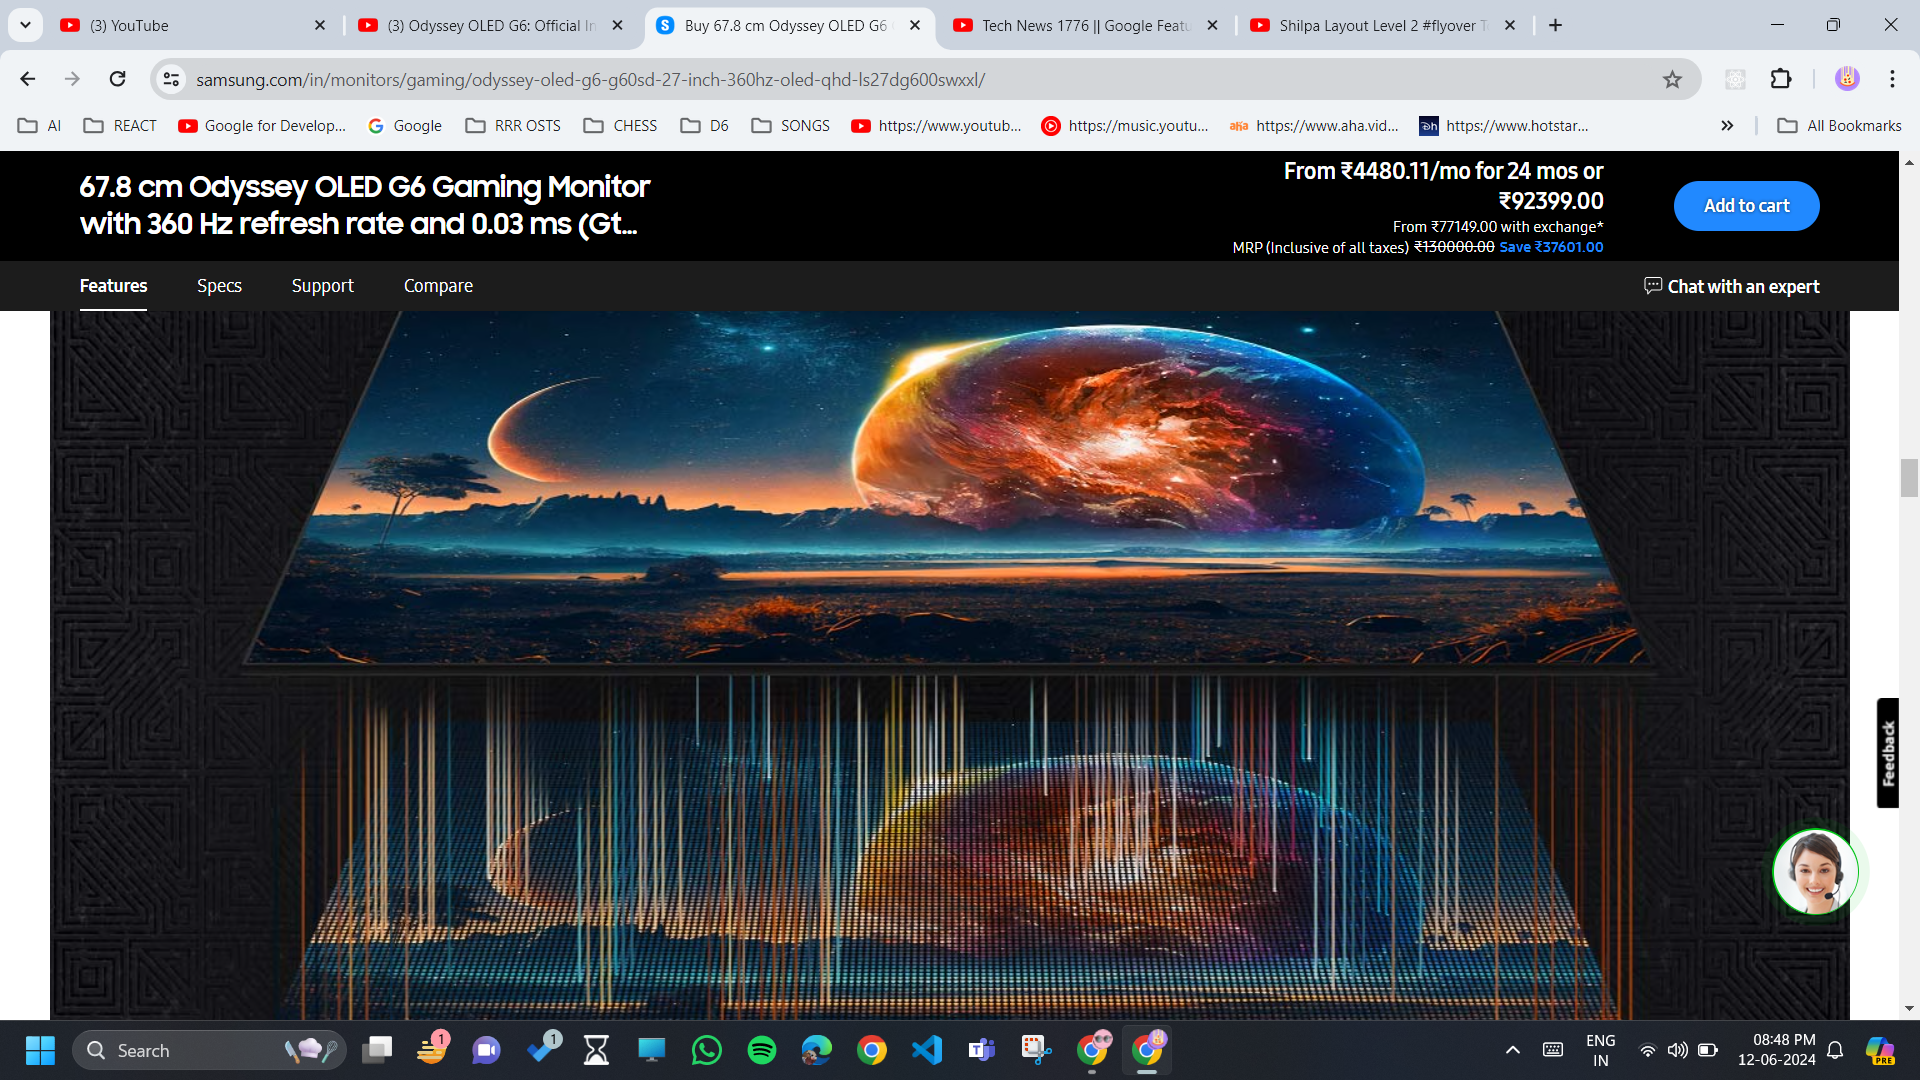 (3) YouTube
(3) Odyssey OLED G6: Official In
Buy 67.8 cm Odyssey OLED G6
Tech News 1776 || Google Featu
Shilpa Layout Level 2 #flyover T
samsung.com/in/monitors/gaming/odyssey-oled-g6-g60sd-27-inch-360hz-oled-qhd-ls27dg600swxxl/
AI
REACT
Google for Develop...
Google
RRR OSTS
CHESS
D6
SONGS
https://www.youtub...
https://music.youtu...
aha
https://www.aha.vid...
https://www.hotstar...
All Bookmarks
67.8 cm Odyssey OLED G6 Gaming Monitor
with 360 Hz refresh rate and 0.03 ms (Gt...
From ₹4480.11/mo for 24 mos or
₹92399.00
From ₹77149.00 with exchange*
MRP (Inclusive of all taxes) ₹130000.00 Save ₹37601.00
Add to cart
Features
Specs
Support
Compare
Chat with an expert
Feedback
Search
1
1
ENG
IN
08:48 PM
12-06-2024
PRE